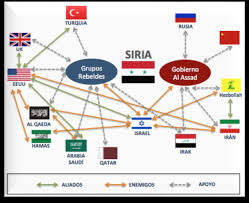 TURQUIA
RUSIA
UK
SIRIA
Grupos
Rebeldes
Gobierno
Al Assad
EEUU
Hezbollah
AL QAEDA
ISRAEL
IRÁN
HAMAS
ARABIA
SAUDÍ
QATAR
IRAK
ALIADOS
ENEMIGOS
APOYO